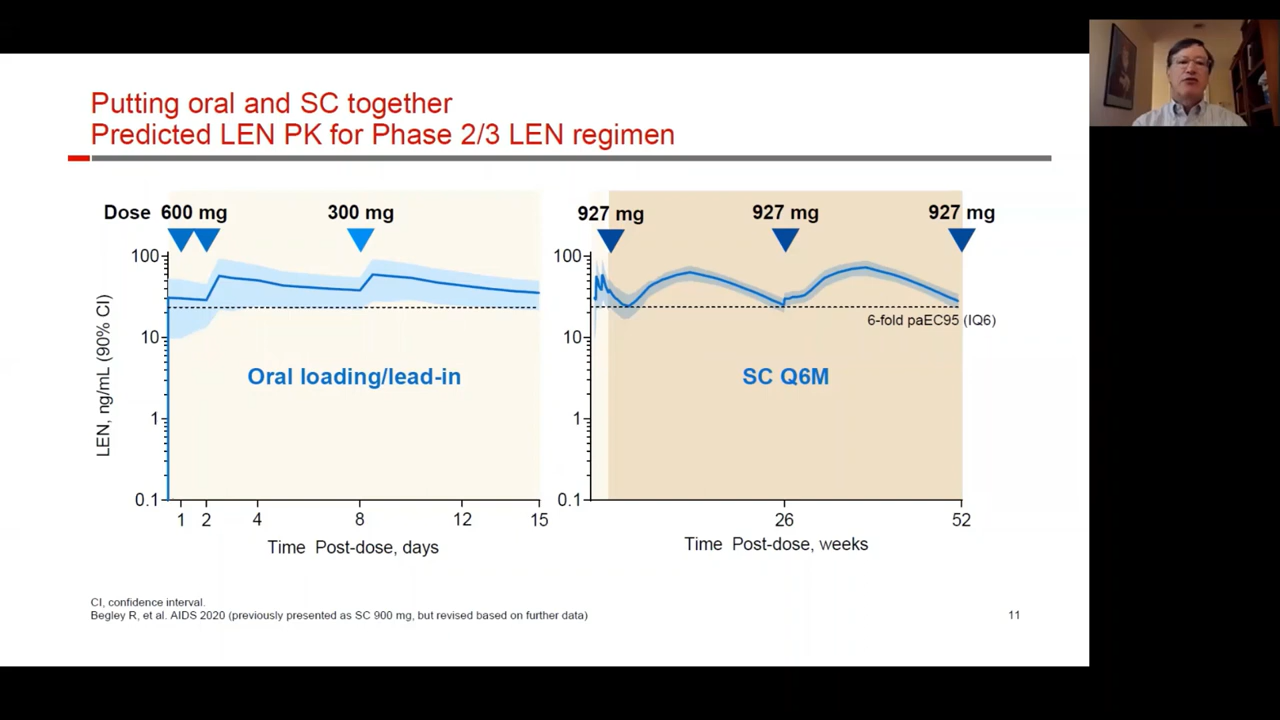 Putting oral and SC together
Predicted LEN PK for Phase 2/3 LEN regimen
Dose 600 mg
300 mg
LEN, ng/mL (90% CI)
100
10
1
0.1
Oral loading/lead-in
1 2 4 8 12 15
Time Post-dose, days
927 mg 927 mg 927 mg
100
10
1
0.1
6-fold paEC95 (IQ6)
SC Q6M
26 52
Time Post-dose, weeks
CI, confidence interval.
Begley R, et al. AIDS 2020 (previously presented as SC 900 mg, but revised based on further data)
11